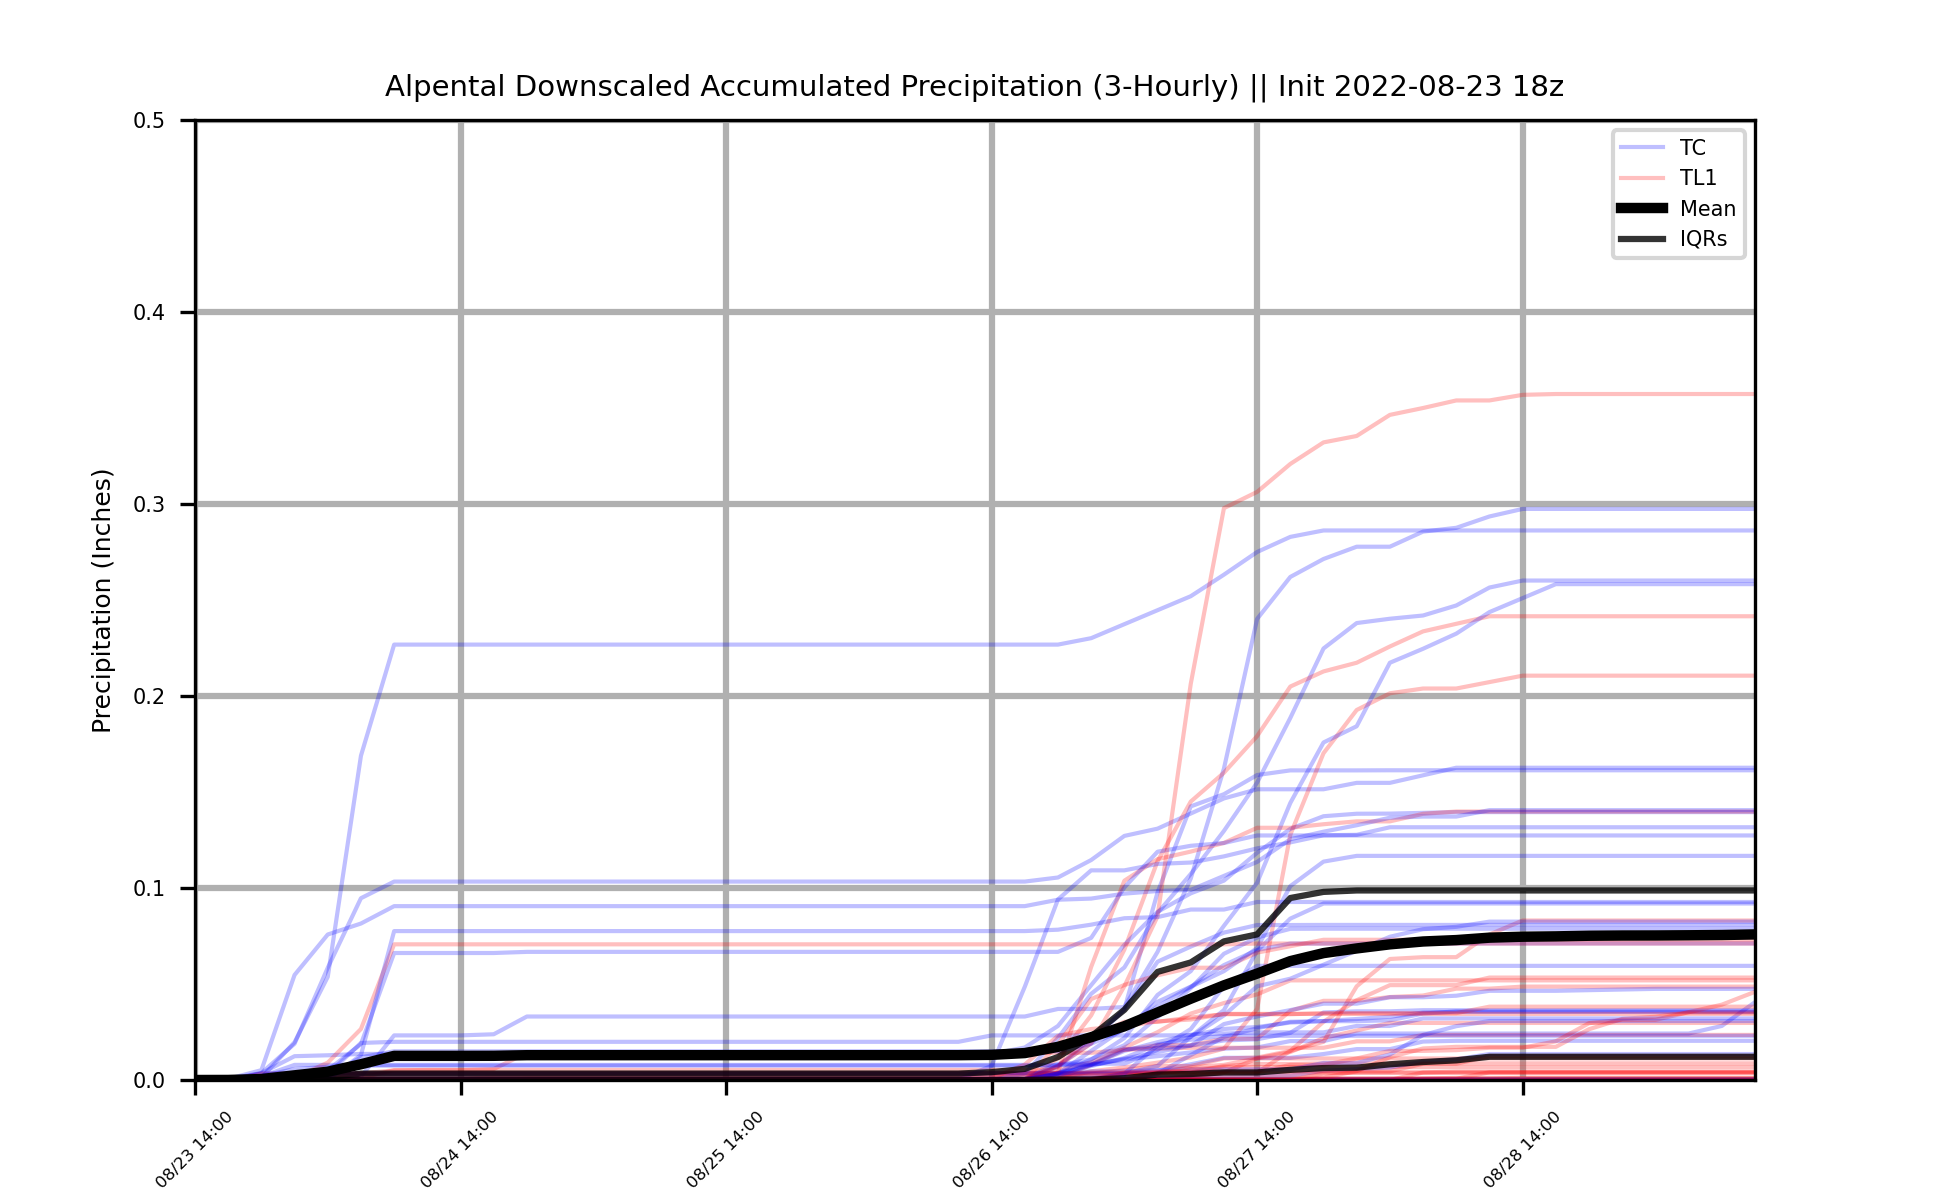 Alpental Downscaled Accumulated Precipitation (3-Hourly) || Init 2022-08-23 18z
TC
TL1
Mean
IQRs
Precipitation (Inches)
0.5
0.4
0.3
0.2
0.1
0.0
08/23 14:00
08/24 14:00
08/25 14:00
08/26 14:00
08/27 14:00
08/28 14:00